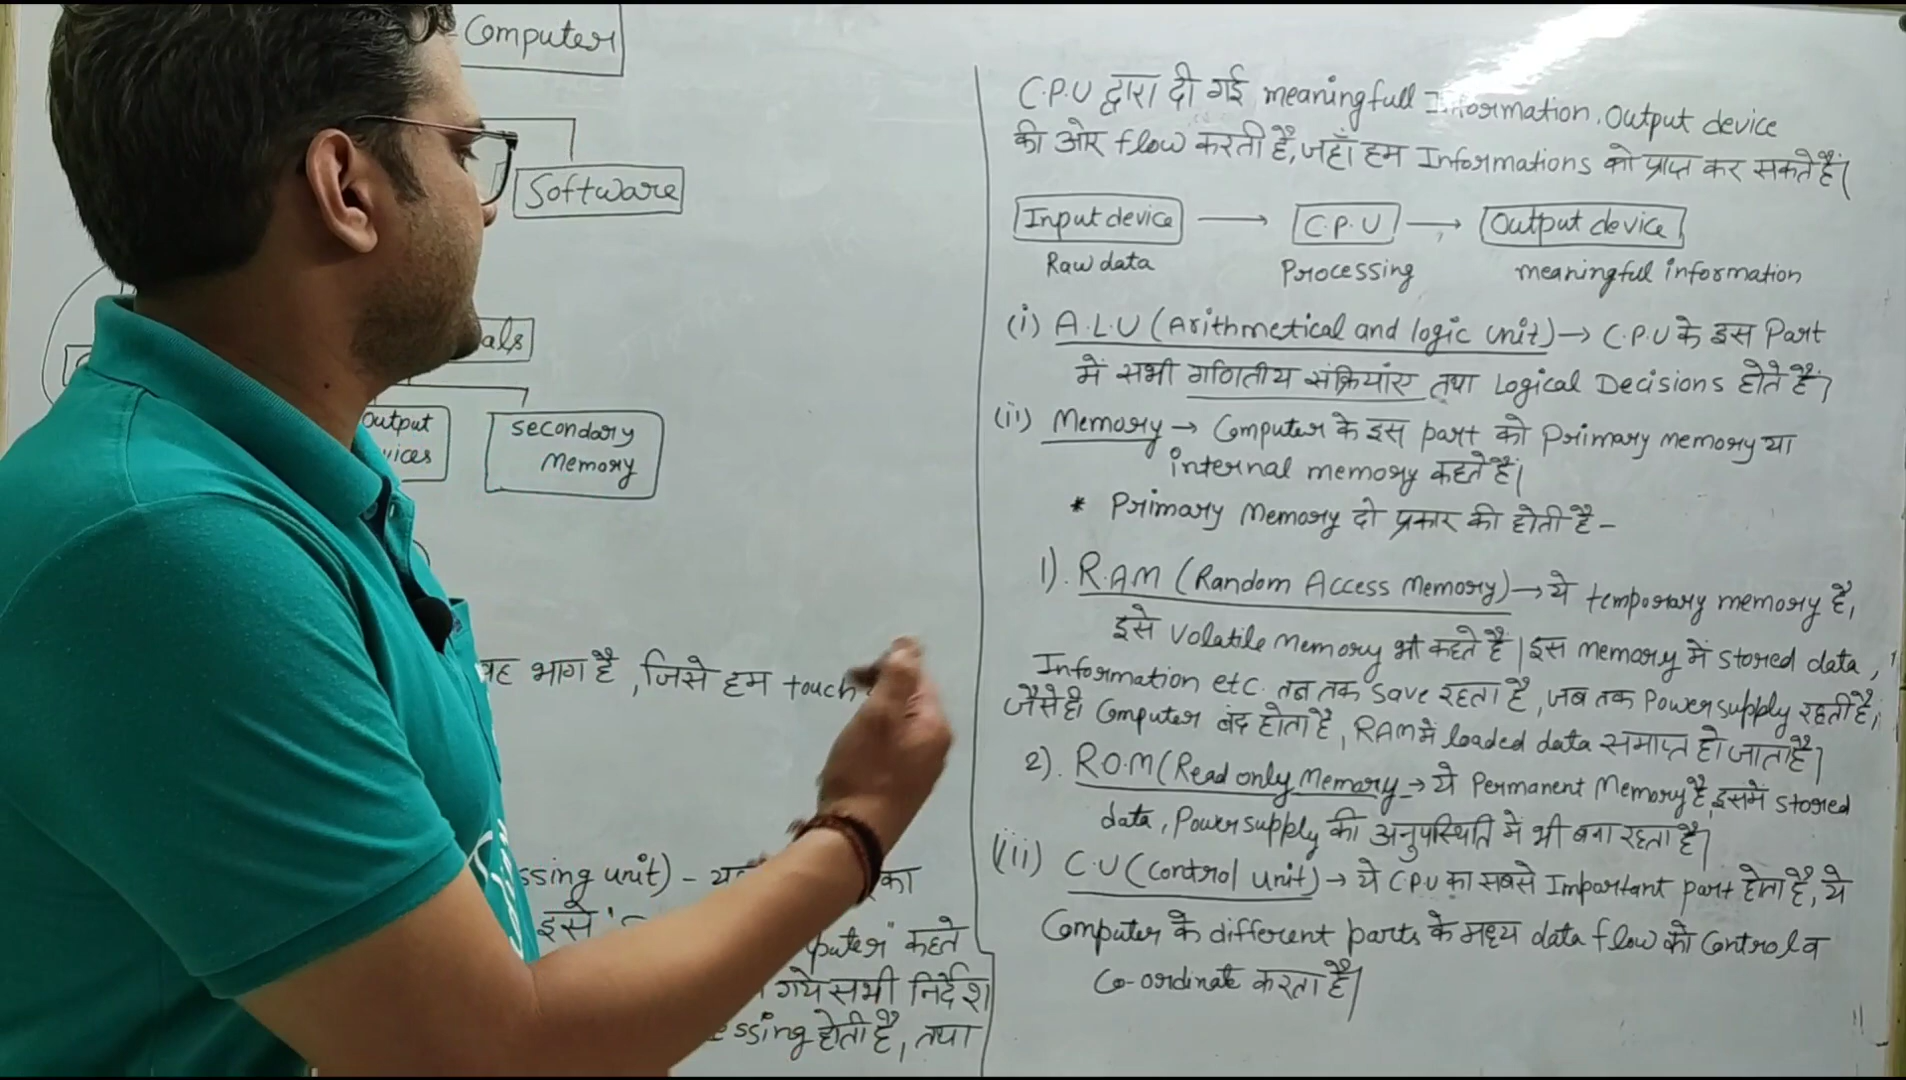 Computer
Software
als
Output
vices
Secondary
Memory
भाग है, जिसे हम touch
ssing unit) - का
इसे puter" कहते
गये सभी निर्देश
ssing होती है, तथा
C.P.U द्वारा दी गई meaningfull Information, Output device
की ओर flow करती है, जहाँ हम Informations को प्राप्त कर सकते हैं।
Input device → C.P.U → Output device
Raw data Processing meaningful information
(i) A.L.U (Arithmetical and logic unit) → C.P.U के इस Part
में सभी गणितीय संक्रियांए तथा Logical Decisions होते हैं।
(ii) Memory → Computer के इस part को Primary memory या
internal memory कहते हैं।
* Primary Memory दो प्रकार की होती है -
1). R.AM (Random Access Memory) → ये temporary memory है,
इसे Volatile Memory भी कहते हैं। इस memory में stored data,
Information etc. तब तक save रहता है, जब तक Power supply रहती है,
जैसे ही Computer बंद होता है, RAM में loaded data समाप्त हो जाता है।
2). R.O.M (Read only Memory → ये Permanent Memory है, इसमें stored
data, Power supply की अनुपस्थिति में भी बना रहता है।
(iii) C.U (Control unit) → ये C.P.U का सबसे Important part होता है, ये
Computer के different parts के मध्य data flow को Control व
Co-ordinate करता है।